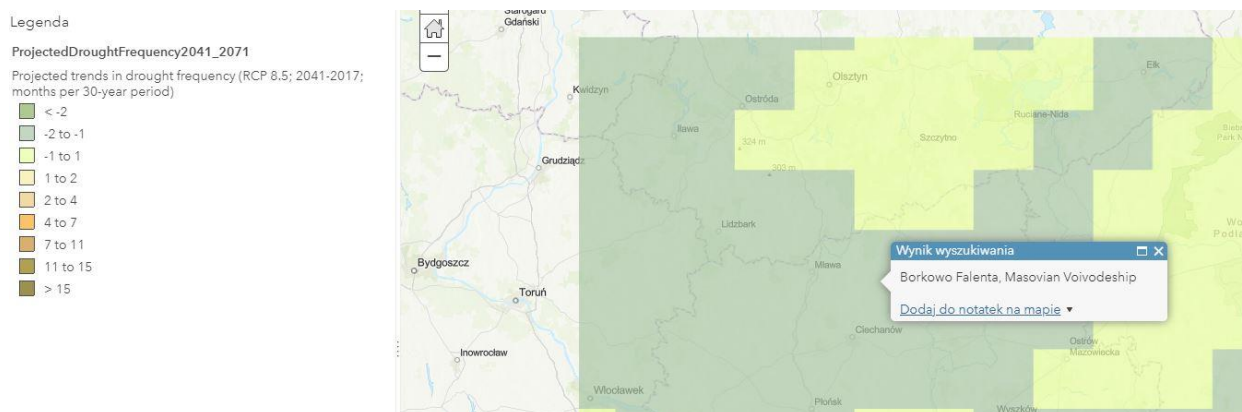 Legenda
ProjectedDroughtFrequency2041_2071
Projected trends in drought frequency (RCP 8.5; 2041-2017;
months per 30-year period)
< -2
-2 to -1
-1 to 1
1 to 2
2 to 4
4 to 7
7 to 11
11 to 15
> 15
Starogard
Gdański
Kwidzyn
Olsztyn
Ełk
Ostróda
Ruciane-Nida
Iława
Szczytno
324 m
303 m
Grudziądz
Lidzbark
Wynik wyszukiwania
Borkowo Falenta, Masovian Voivodeship
Dodaj do notatek na mapie
Mława
Bydgoszcz
Toruń
Ciechanów
Ostrów
Mazowiecka
Inowrocław
Włocławek
Płońsk
Wyszków